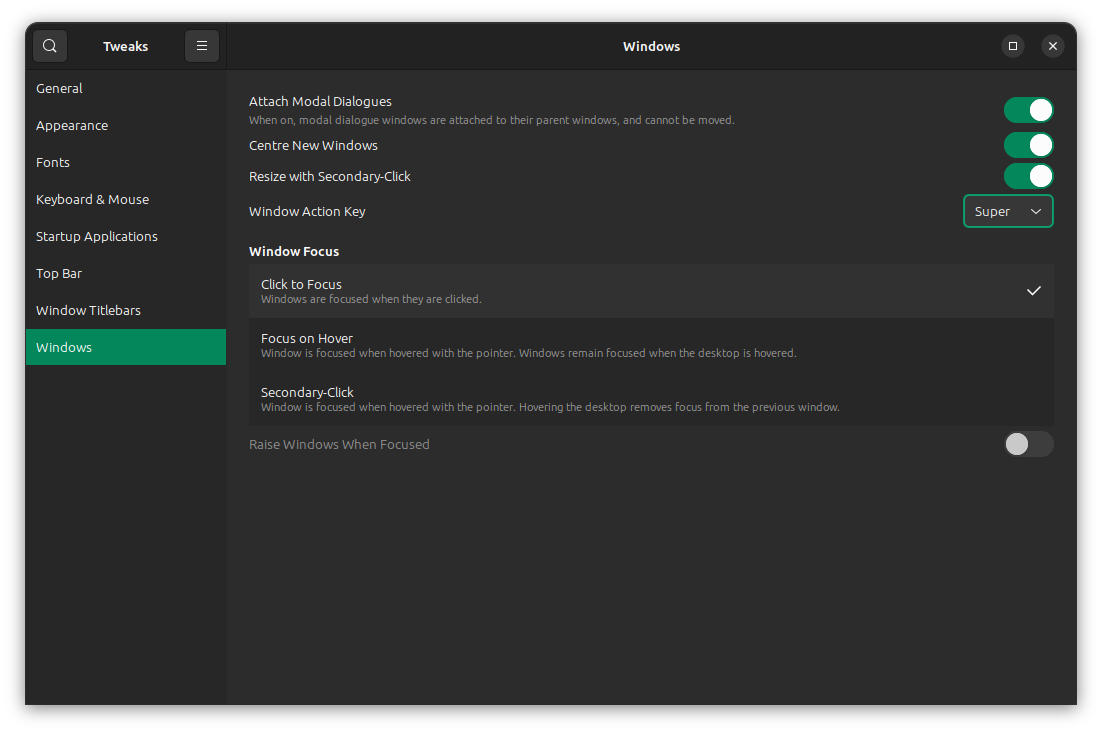 Tweaks
Windows
General
Appearance
Fonts
Keyboard & Mouse
Startup Applications
Top Bar
Window Titlebars
Windows
Attach Modal Dialogues
When on, modal dialogue windows are attached to their parent windows, and cannot be moved.
Centre New Windows
Resize with Secondary-Click
Window Action Key
Super
Window Focus
Click to Focus
Windows are focused when they are clicked.
Focus on Hover
Window is focused when hovered with the pointer. Windows remain focused when the desktop is hovered.
Secondary-Click
Window is focused when hovered with the pointer. Hovering the desktop removes focus from the previous window.
Raise Windows When Focused